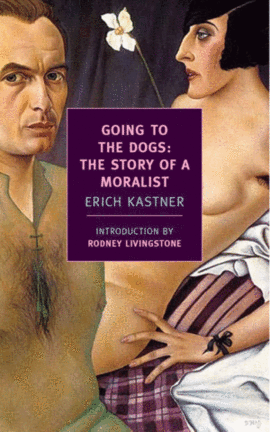 GOING TO
THE DOGS:
THE STORY OF A
MORALIST
ERICH KASTNER
INTRODUCTION BY
RODNEY LIVINGSTONE